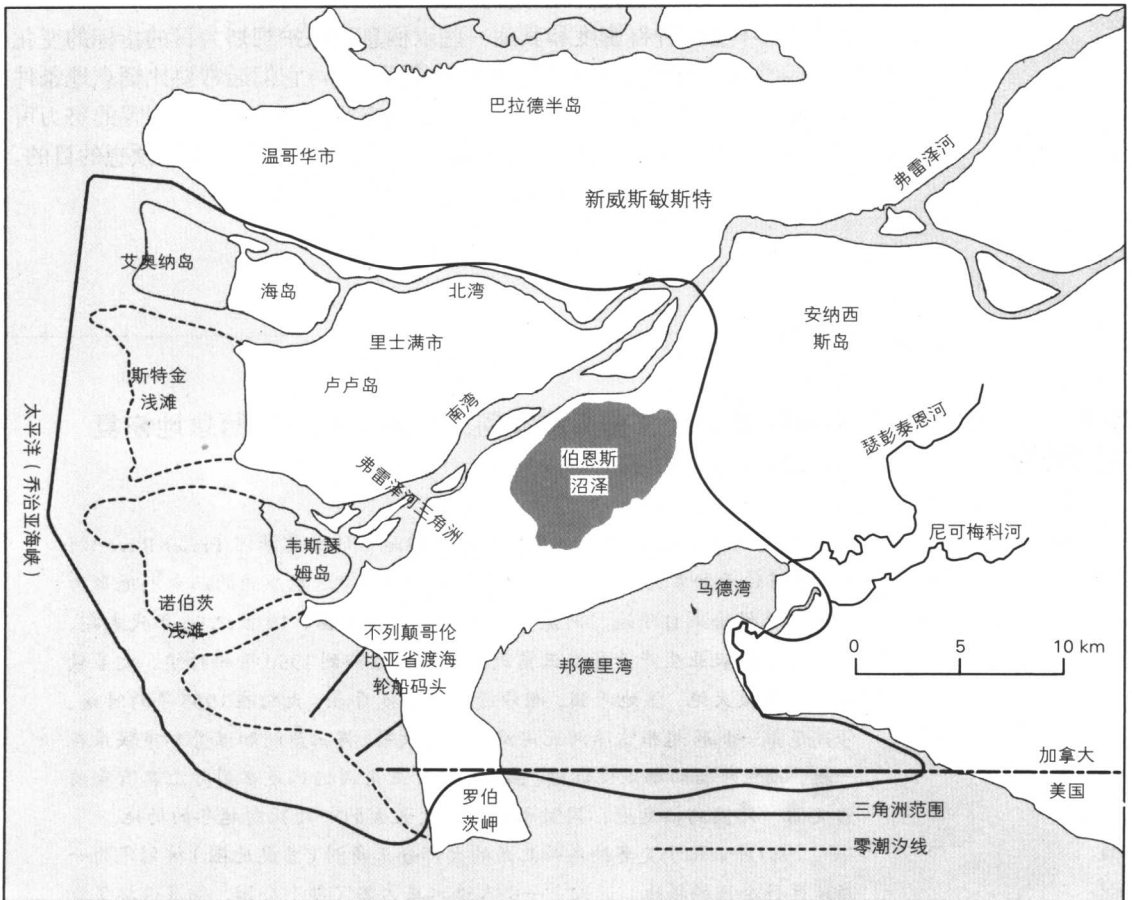 巴拉德半岛
温哥华市
弗雷泽河
新威斯敏斯特
艾奥纳岛
海岛
北湾
安纳西
斯岛
里士满市
斯特金
浅滩
卢卢岛
南湾
太平洋（乔治亚海峡）
瑟彭泰恩河
伯恩斯
沼泽
弗雷泽河三角洲
尼可梅科河
韦斯瑟
姆岛
马德湾
诺伯茨
浅滩
不列颠哥伦
比亚省渡海
轮船码头
邦德里湾
0 5 10 km
加拿大
美国
罗伯
茨岬
三角洲范围
零潮汐线